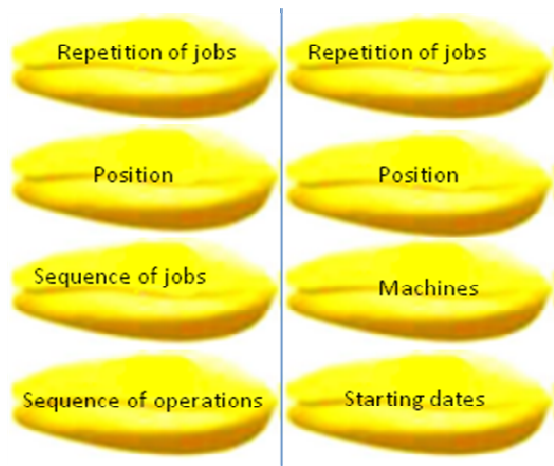 Repetition of jobs
Repetition of jobs
Position
Position
Sequence of jobs
Machines
Sequence of operations
Starting dates